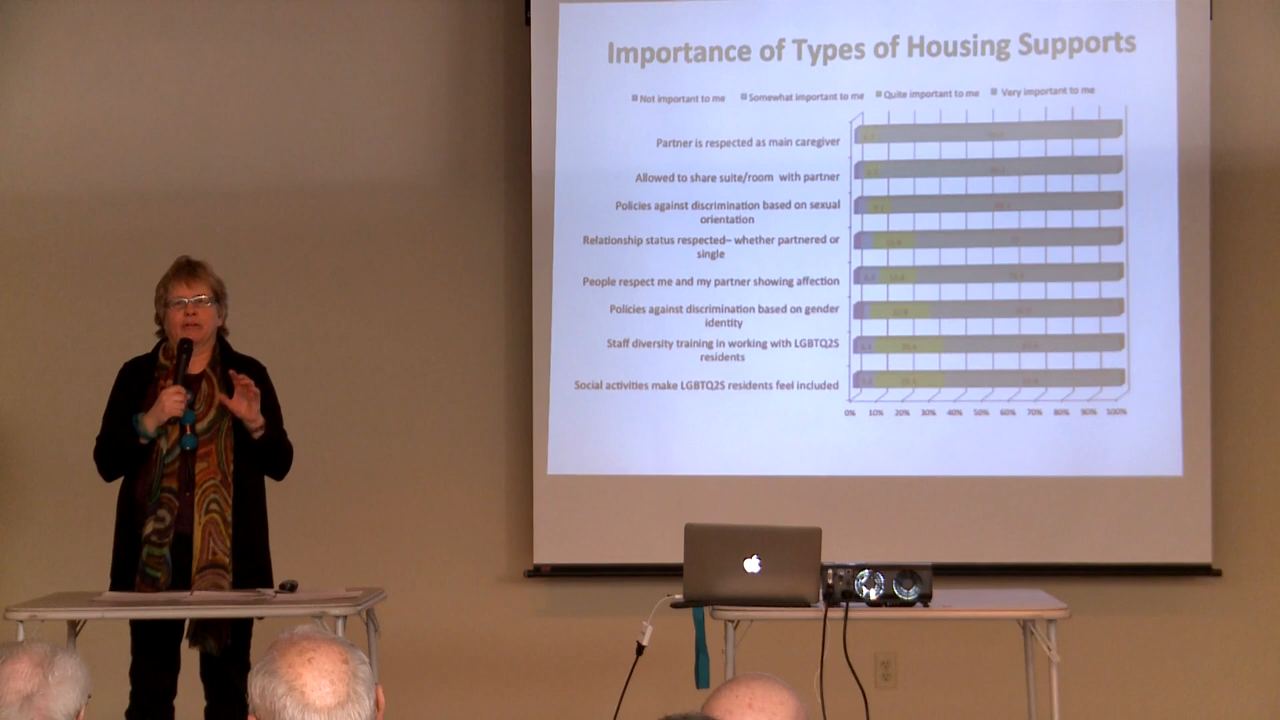 Importance of Types of Housing Supports
Not important to me Somewhat important to me Quite important to me Very important to me
Partner is respected as main caregiver
Allowed to share suite/room with partner
Policies against discrimination based on sexual
orientation
Relationship status respected– whether partnered or
single
People respect me and my partner showing affection
Policies against discrimination based on gender
identity
Staff diversity training in working with LGBTQ2S
residents
Social activities make LGBTQ2S residents feel included
0% 10% 20% 30% 40% 50% 60% 70% 80% 90% 100%